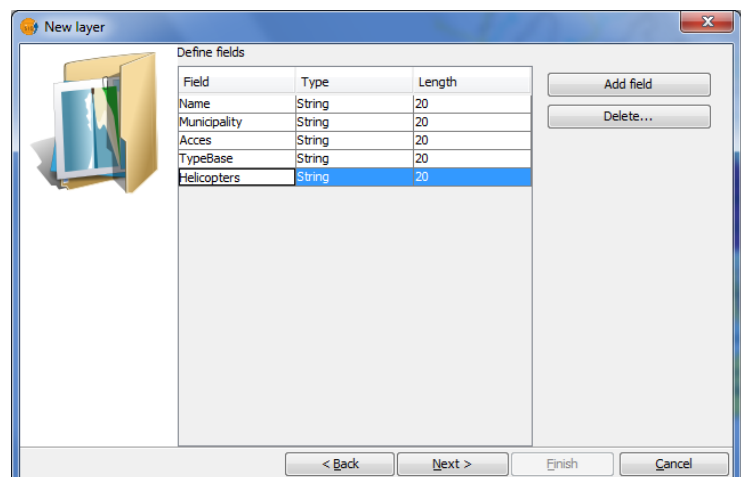 New layer
Define fields
Field Type Length
Name String 20
Municipality String 20
Acces String 20
TypeBase String 20
Helicopters String 20
Add field
Delete...
< Back Next > Finish Cancel